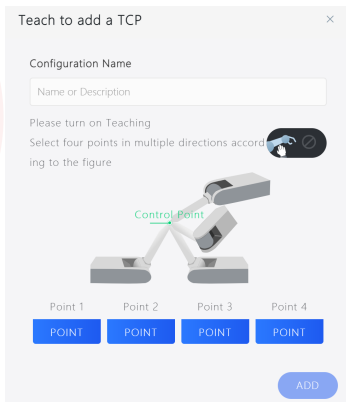 Teach to add a TCP
Configuration Name
Name or Description
Please turn on Teaching
Select four points in multiple directions accord
ing to the figure
Control Point
Point 1 Point 2 Point 3 Point 4
POINT POINT POINT POINT
ADD